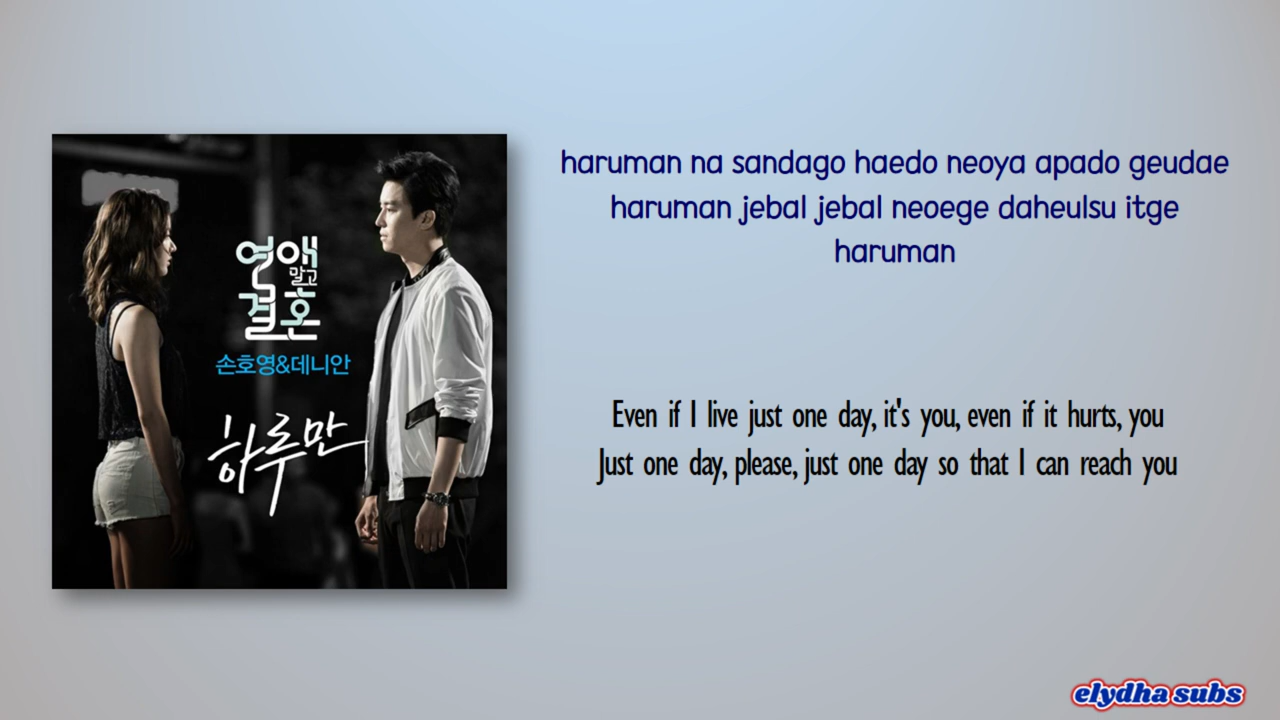 연애
말고
결혼
손호영&데니안
하루만
haruman na sandago haedo neoya apado geudae
haruman jebal jebal neoege daheulsu itge
haruman
Even if I live just one day, it's you, even if it hurts, you
Just one day, please, just one day so that I can reach you
elydha subs